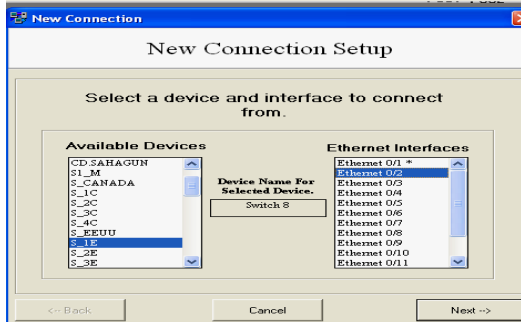 New Connection
New Connection Setup
Select a device and interface to connect
from.
Available Devices
CD.SAHAGUN
S1_M
S_CANADA
S_1C
S_2C
S_3C
S_4C
S_EEUU
S_1E
S_2E
S_3E
Device Name For
Selected Device.
Switch 8
Ethernet Interfaces
Ethernet 0/1 *
Ethernet 0/2
Ethernet 0/3
Ethernet 0/4
Ethernet 0/5
Ethernet 0/6
Ethernet 0/7
Ethernet 0/8
Ethernet 0/9
Ethernet 0/10
Ethernet 0/11
<-- Back
Cancel
Next -->